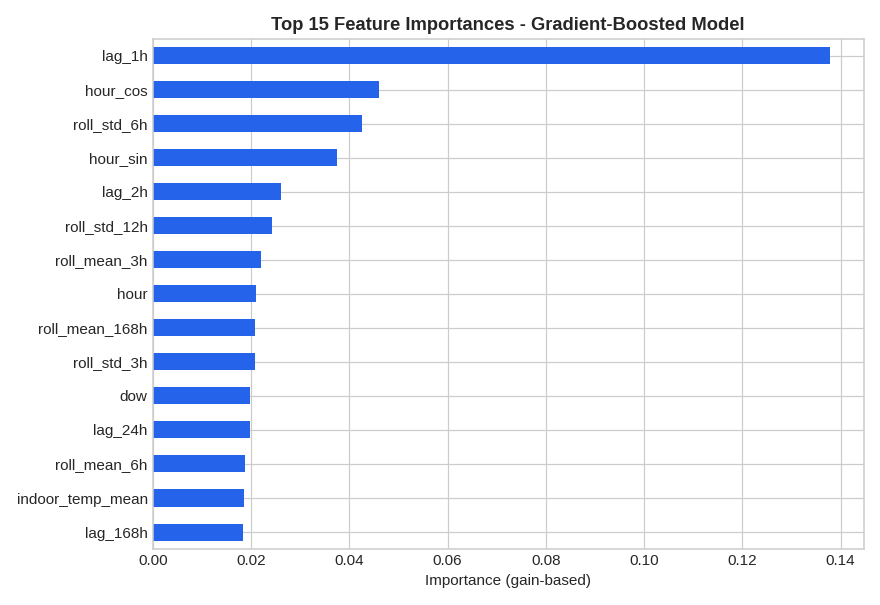 Top 15 Feature Importances - Gradient-Boosted Model
lag_1h
hour_cos
roll_std_6h
hour_sin
lag_2h
roll_std_12h
roll_mean_3h
hour
roll_mean_168h
roll_std_3h
dow
lag_24h
roll_mean_6h
indoor_temp_mean
lag_168h
0.00 0.02 0.04 0.06 0.08 0.10 0.12 0.14
Importance (gain-based)